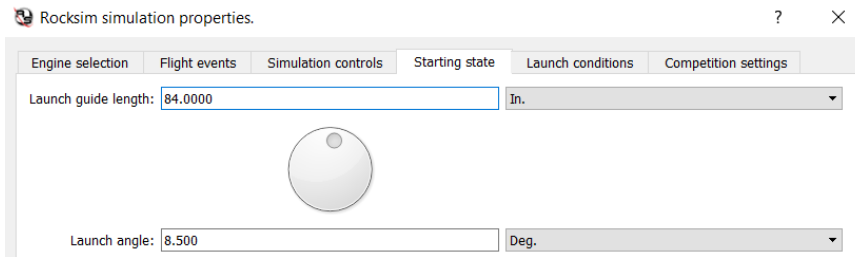 Rocksim simulation properties.
?
Engine selection Flight events Simulation controls Starting state Launch conditions Competition settings
Launch guide length: 84.0000 In.
Launch angle: 8.500 Deg.